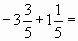 −3 3/5 + 1 1/5 =